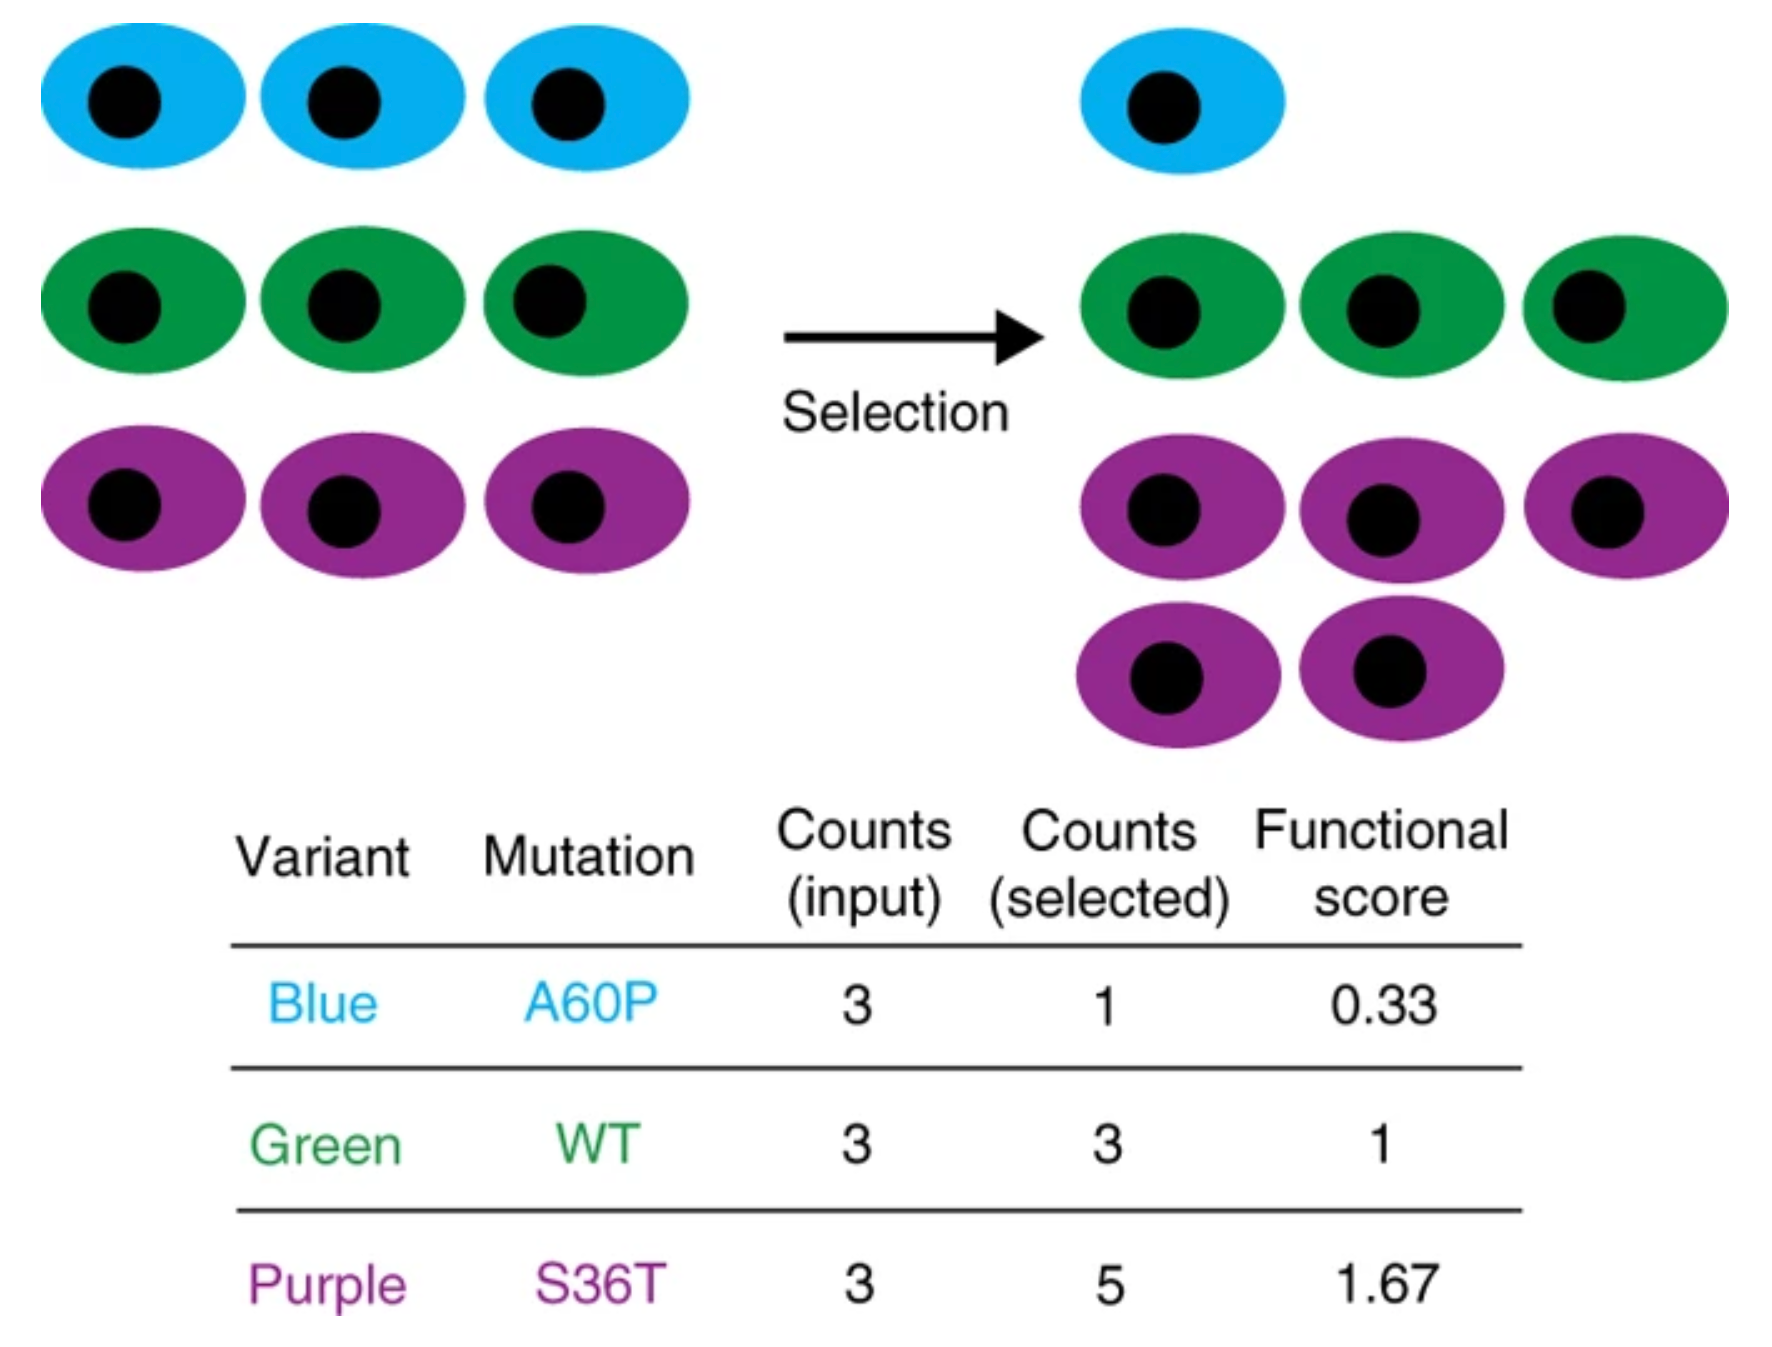 Selection
Variant Mutation Counts (input) Counts (selected) Functional score
Blue A60P 3 1 0.33
Green WT 3 3 1
Purple S36T 3 5 1.67